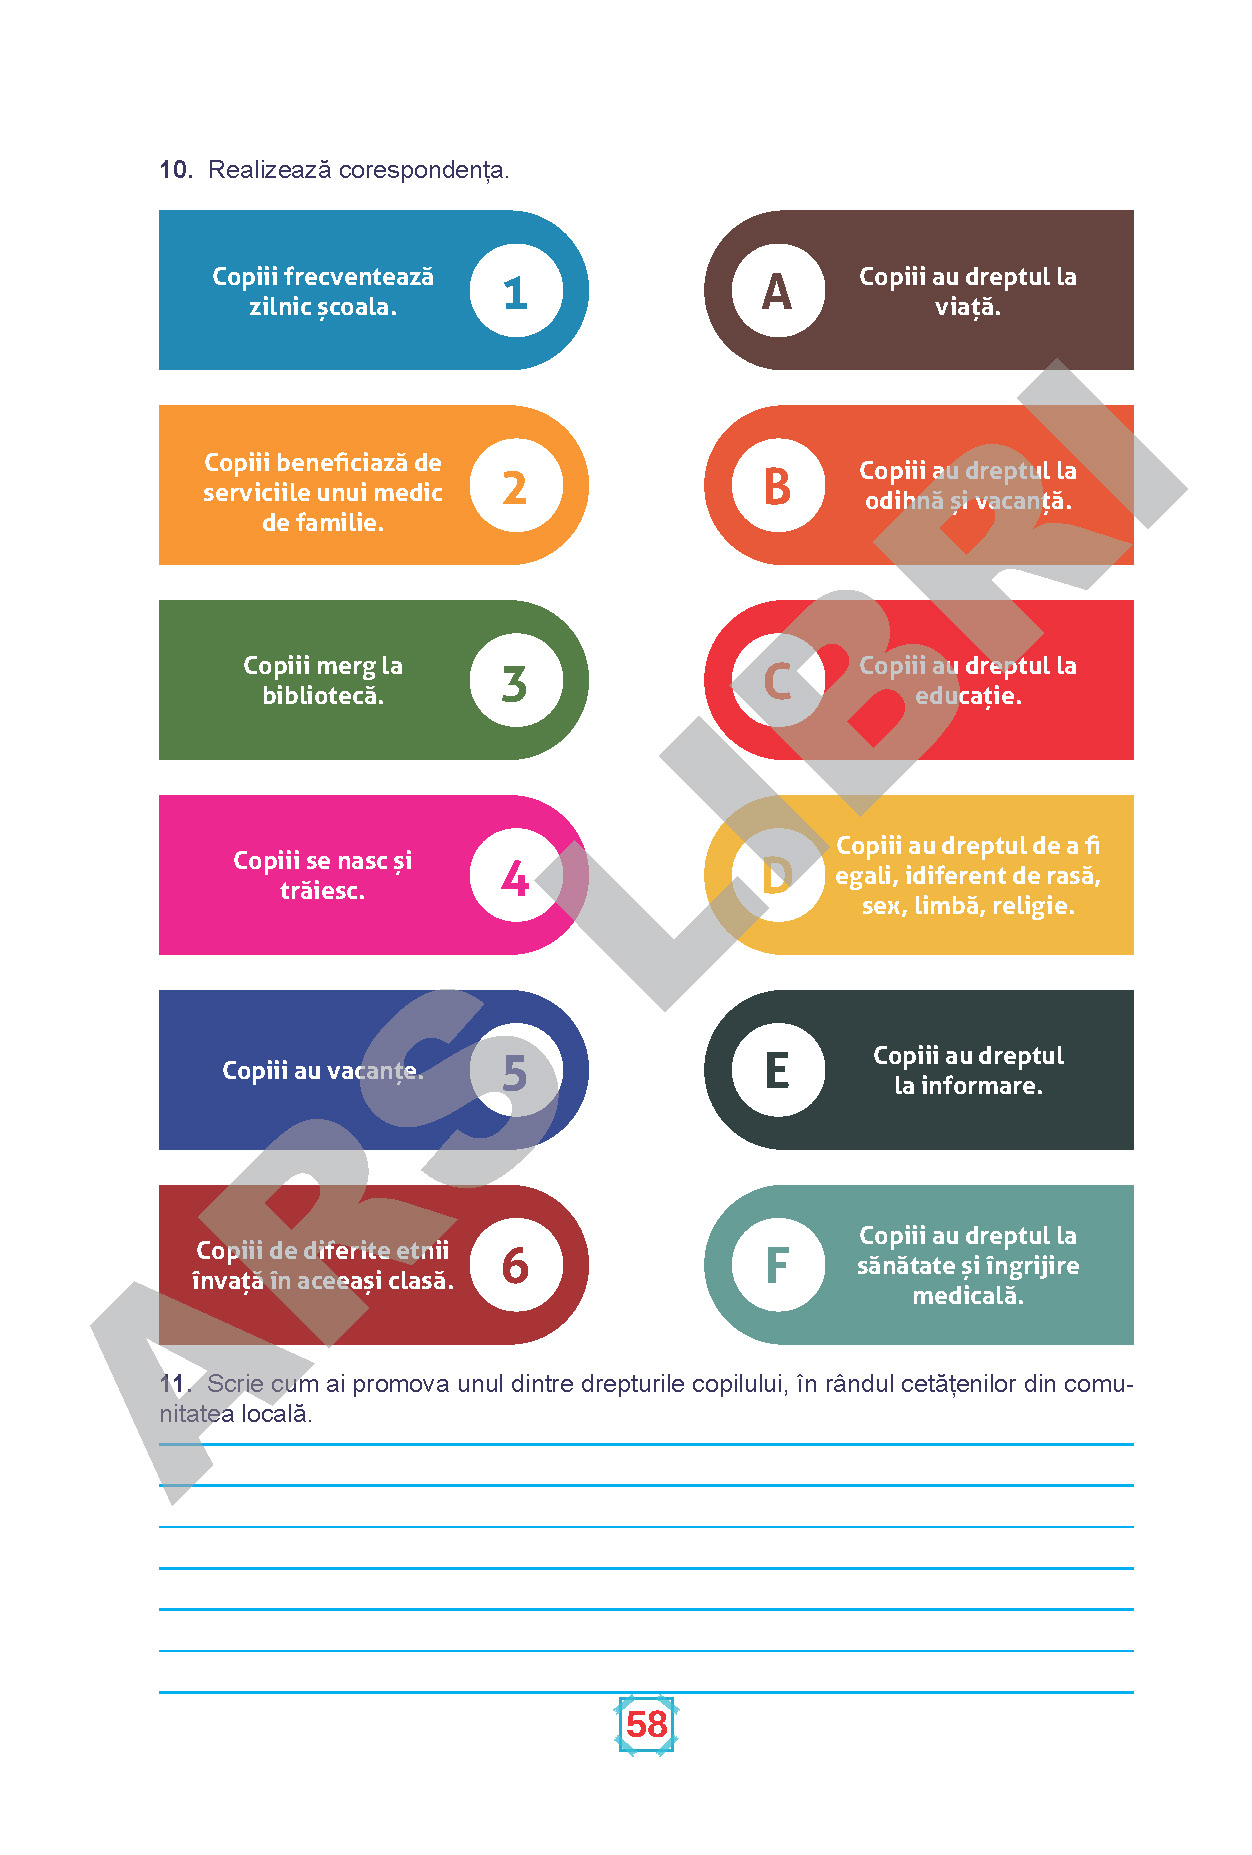 10. Realizează corespondența.
Copiii frecventează
zilnic școala.
1
A
Copiii au dreptul la
viață.
Copiii beneficiază de
serviciile unui medic
de familie.
2
B
Copiii au dreptul la
odihnă și vacanță.
Copiii merg la
bibliotecă.
3
C
Copiii au dreptul la
educație.
Copiii se nasc și
trăiesc.
4
D
Copiii au dreptul de a fi
egali, idiferent de rasă,
sex, limbă, religie.
Copiii au vacanțe.
5
E
Copiii au dreptul
la informare.
Copiii de diferite etnii
învață în aceeași clasă.
6
F
Copiii au dreptul la
sănătate și îngrijire
medicală.
11. Scrie cum ai promova unul dintre drepturile copilului, în rândul cetățenilor din comu-
nitatea locală.
58
ARS LIBRI